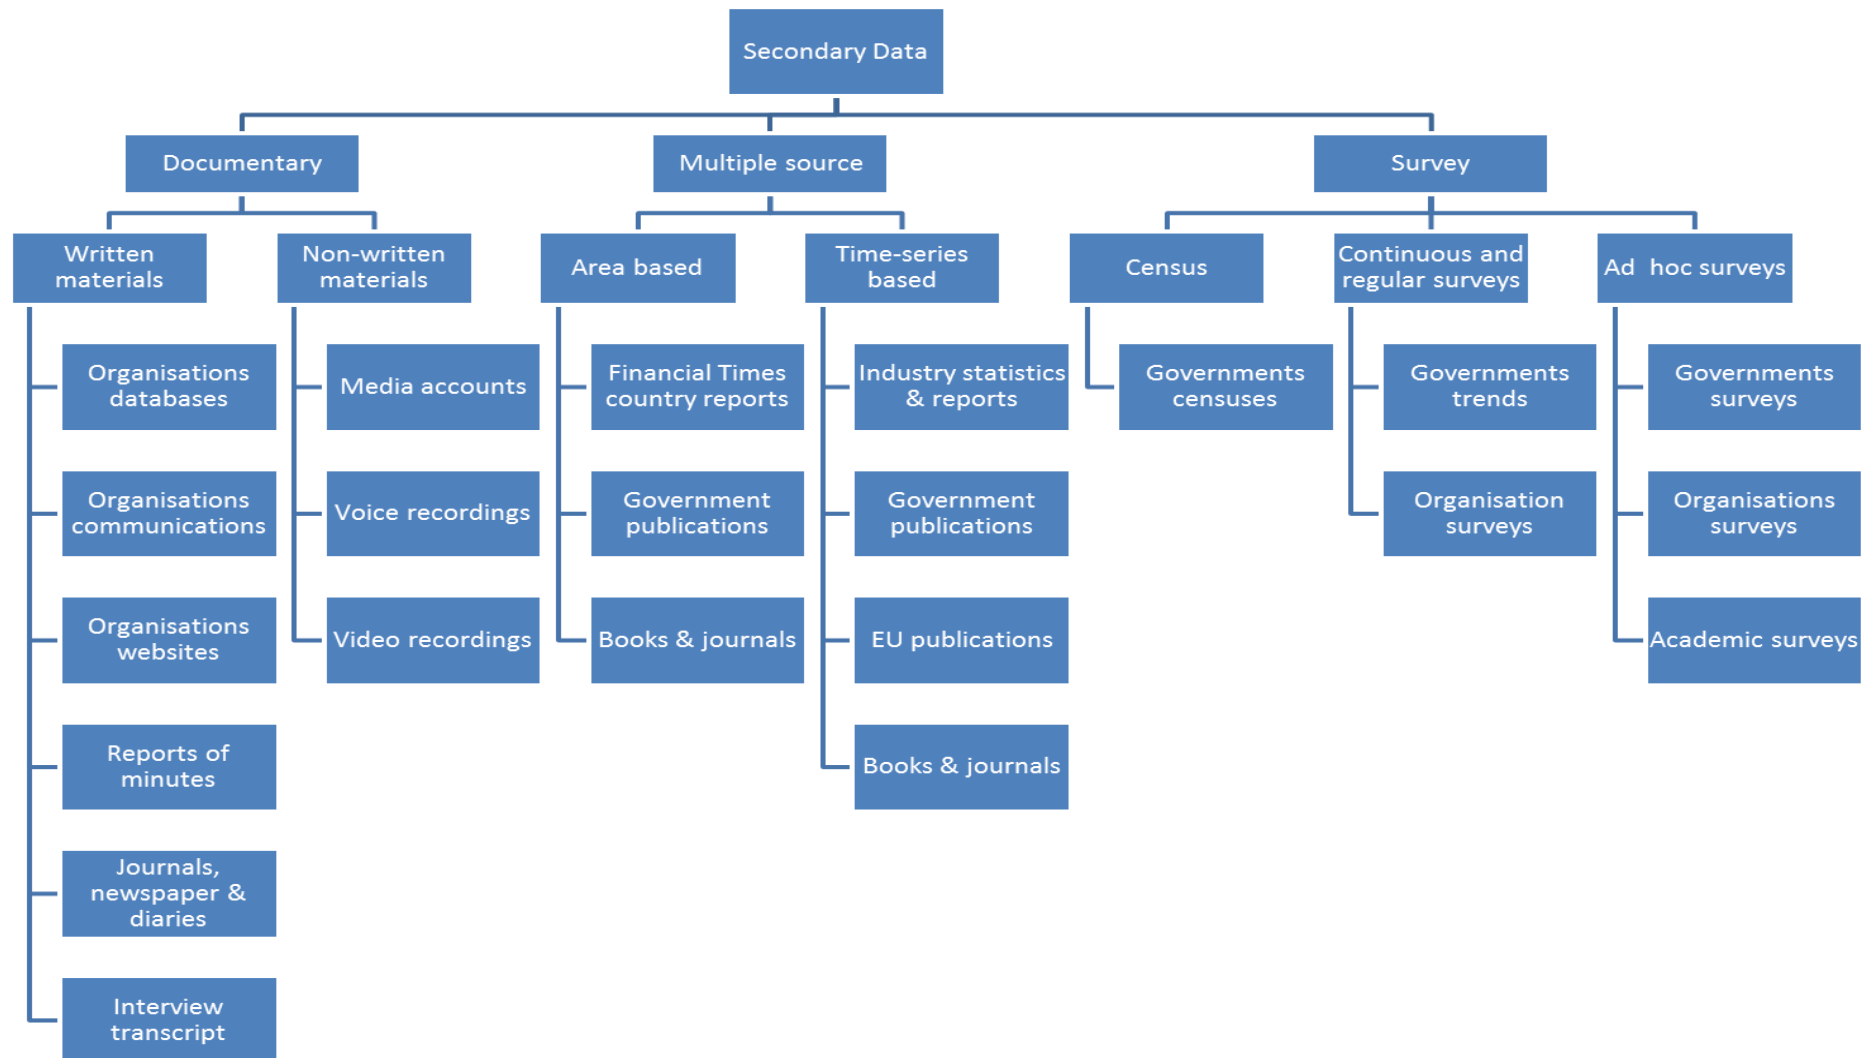 Secondary Data
Documentary
Multiple source
Survey
Written
materials
Non-written
materials
Area based
Time-series
based
Census
Continuous and
regular surveys
Ad  hoc surveys
Organisations
databases
Media accounts
Financial Times
country reports
Industry statistics
& reports
Governments
censuses
Governments
trends
Governments
surveys
Organisations
communications
Voice recordings
Government
publications
Government
publications
Organisation
surveys
Organisations
surveys
Organisations
websites
Video recordings
Books & journals
EU publications
Academic surveys
Reports of
minutes
Books & journals
Journals,
newspaper &
diaries
Interview
transcript